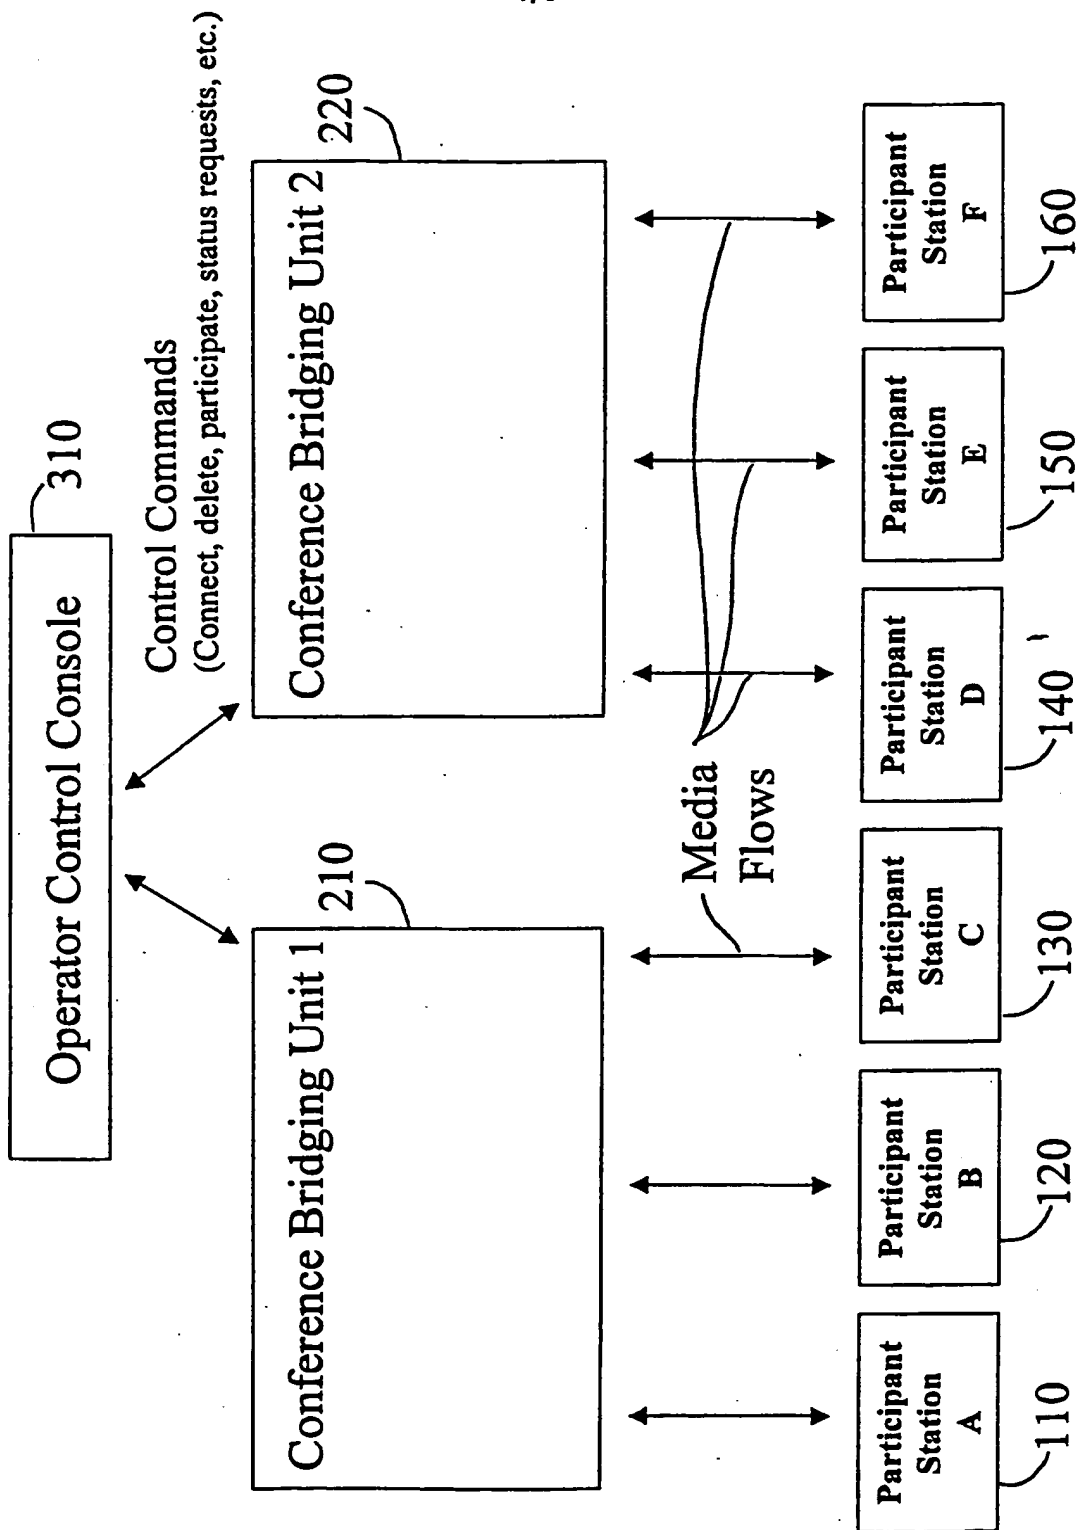 Operator Control Console
310
Control Commands
(Connect, delete, participate, status requests, etc.)
Conference Bridging Unit 1
210
Conference Bridging Unit 2
220
Media
Flows
Participant
Station
A
110
Participant
Station
B
120
Participant
Station
C
130
Participant
Station
D
140
Participant
Station
E
150
Participant
Station
F
160